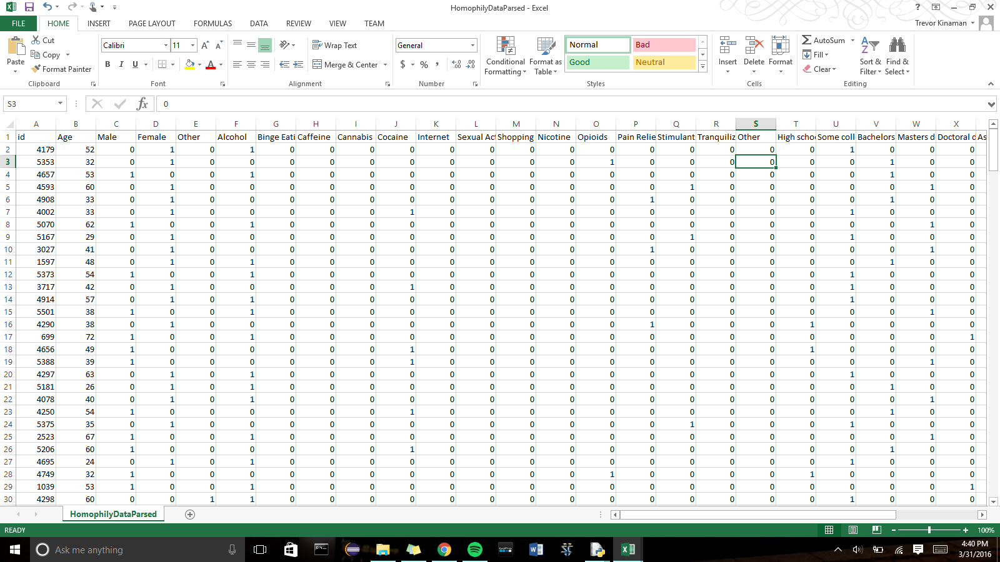 HomophilyDataParsed - Excel
FILE HOME INSERT PAGE LAYOUT FORMULAS DATA REVIEW VIEW TEAM Trevor Kinaman
Paste Cut Copy Format Painter Clipboard
Calibri 11 B I U A A A Font
Wrap Text Merge & Center Alignment
General $ % , Number
Conditional Formatting Format as Table Normal Bad Good Neutral Styles
Insert Delete Format Cells
AutoSum Fill Clear Sort & Filter Find & Select Editing
S3 fx 0
A B C D E F G H I J K L M N O P Q R S T U V W X
1 id Age Male Female Other Alcohol Binge Eati Caffeine Cannabis Cocaine Internet Sexual Act Shopping Nicotine Opioids Pain Relie Stimulant Tranquiliz Other High schoo Some coll Bachelors Masters d Doctoral d As
2 4179 52 0 1 0 1 0 0 0 0 0 0 0 0 0 0 0 0 0 0 1 0 0 0
3 5353 32 0 1 0 0 0 0 0 0 0 0 0 0 1 0 0 0 0 0 0 1 0 0
4 4657 53 1 0 0 1 0 0 0 0 0 0 0 0 0 0 0 0 0 0 0 1 0 0
5 4593 60 0 1 0 0 0 0 0 0 0 0 0 0 0 0 1 0 0 0 0 0 1 0
6 4908 33 0 1 0 0 0 0 0 0 0 0 0 0 0 1 0 0 0 0 0 1 0 0
7 4002 33 0 1 0 0 0 0 0 1 0 0 0 0 0 0 0 0 0 0 1 0 0 0
8 5070 62 1 0 0 1 0 0 0 0 0 0 0 0 0 0 0 0 0 0 0 0 1 0
9 5167 29 0 1 0 0 0 0 0 0 0 0 0 0 0 0 1 0 0 0 1 0 0 0
10 3027 41 0 1 0 0 0 0 0 0 0 0 0 0 0 1 0 0 0 0 0 0 1 0
11 1597 48 0 1 0 1 0 0 0 0 0 0 0 0 0 0 0 0 0 0 0 1 0 0
12 5373 54 1 0 0 1 0 0 0 0 0 0 0 0 0 0 0 0 0 0 1 0 0 0
13 3717 42 0 1 0 0 0 0 0 1 0 0 0 0 0 0 0 0 0 0 1 0 0 0
14 4914 57 0 1 0 1 0 0 0 0 0 0 0 0 0 0 0 0 0 0 1 0 0 0
15 5501 38 1 0 0 1 0 0 0 0 0 0 0 0 0 0 0 0 0 0 0 0 1 0
16 4290 38 0 1 0 0 0 0 0 0 0 0 0 0 0 1 0 0 0 1 0 0 0 0
17 699 72 1 0 0 1 0 0 0 0 0 0 0 0 0 0 0 0 0 0 0 0 0 1
18 4656 49 1 0 0 0 0 0 0 1 0 0 0 0 0 0 0 0 0 1 0 0 0 0
19 5388 39 1 0 0 0 0 0 0 1 0 0 0 0 0 0 0 0 0 0 0 0 1 0
20 4297 63 0 1 0 1 0 0 0 0 0 0 0 0 0 0 0 0 0 0 1 0 0 0
21 5181 26 0 1 0 1 0 0 0 0 0 0 0 0 0 0 0 0 0 0 0 1 0 0
22 4078 40 0 1 0 1 0 0 0 0 0 0 0 0 0 0 0 0 0 0 0 0 1 0
23 4250 54 1 0 0 0 0 0 0 1 0 0 0 0 0 0 0 0 0 0 0 1 0 0
24 5375 35 0 1 0 0 0 0 0 0 0 0 0 0 0 0 1 0 0 0 1 0 0 0
25 2523 67 1 0 0 1 0 0 0 0 0 0 0 0 0 0 0 0 0 0 0 0 1 0
26 5206 60 1 0 0 0 0 0 0 1 0 0 0 0 0 0 0 0 0 0 0 1 0 0
27 4695 24 0 1 0 1 0 0 0 0 0 0 0 0 0 0 0 0 0 0 1 0 0 0
28 4749 32 1 0 0 0 0 0 0 0 0 0 0 0 1 0 0 0 0 1 0 0 0 0
29 1039 53 1 0 0 1 0 0 0 0 0 0 0 0 0 0 0 0 0 0 0 0 0 1
30 4298 60 0 0 1 1 0 0 0 0 0 0 0 0 0 0 0 0 0 0 1 0 0 0
HomophilyDataParsed
READY 100%
Ask me anything 4:40 PM
3/31/2016